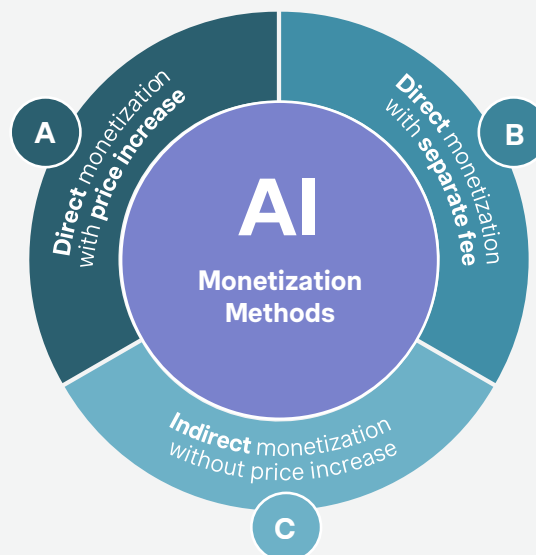 A
Direct monetization
with price increase
B
Direct monetization
with separate fee
AI
Monetization
Methods
Indirect monetization
without price increase
C